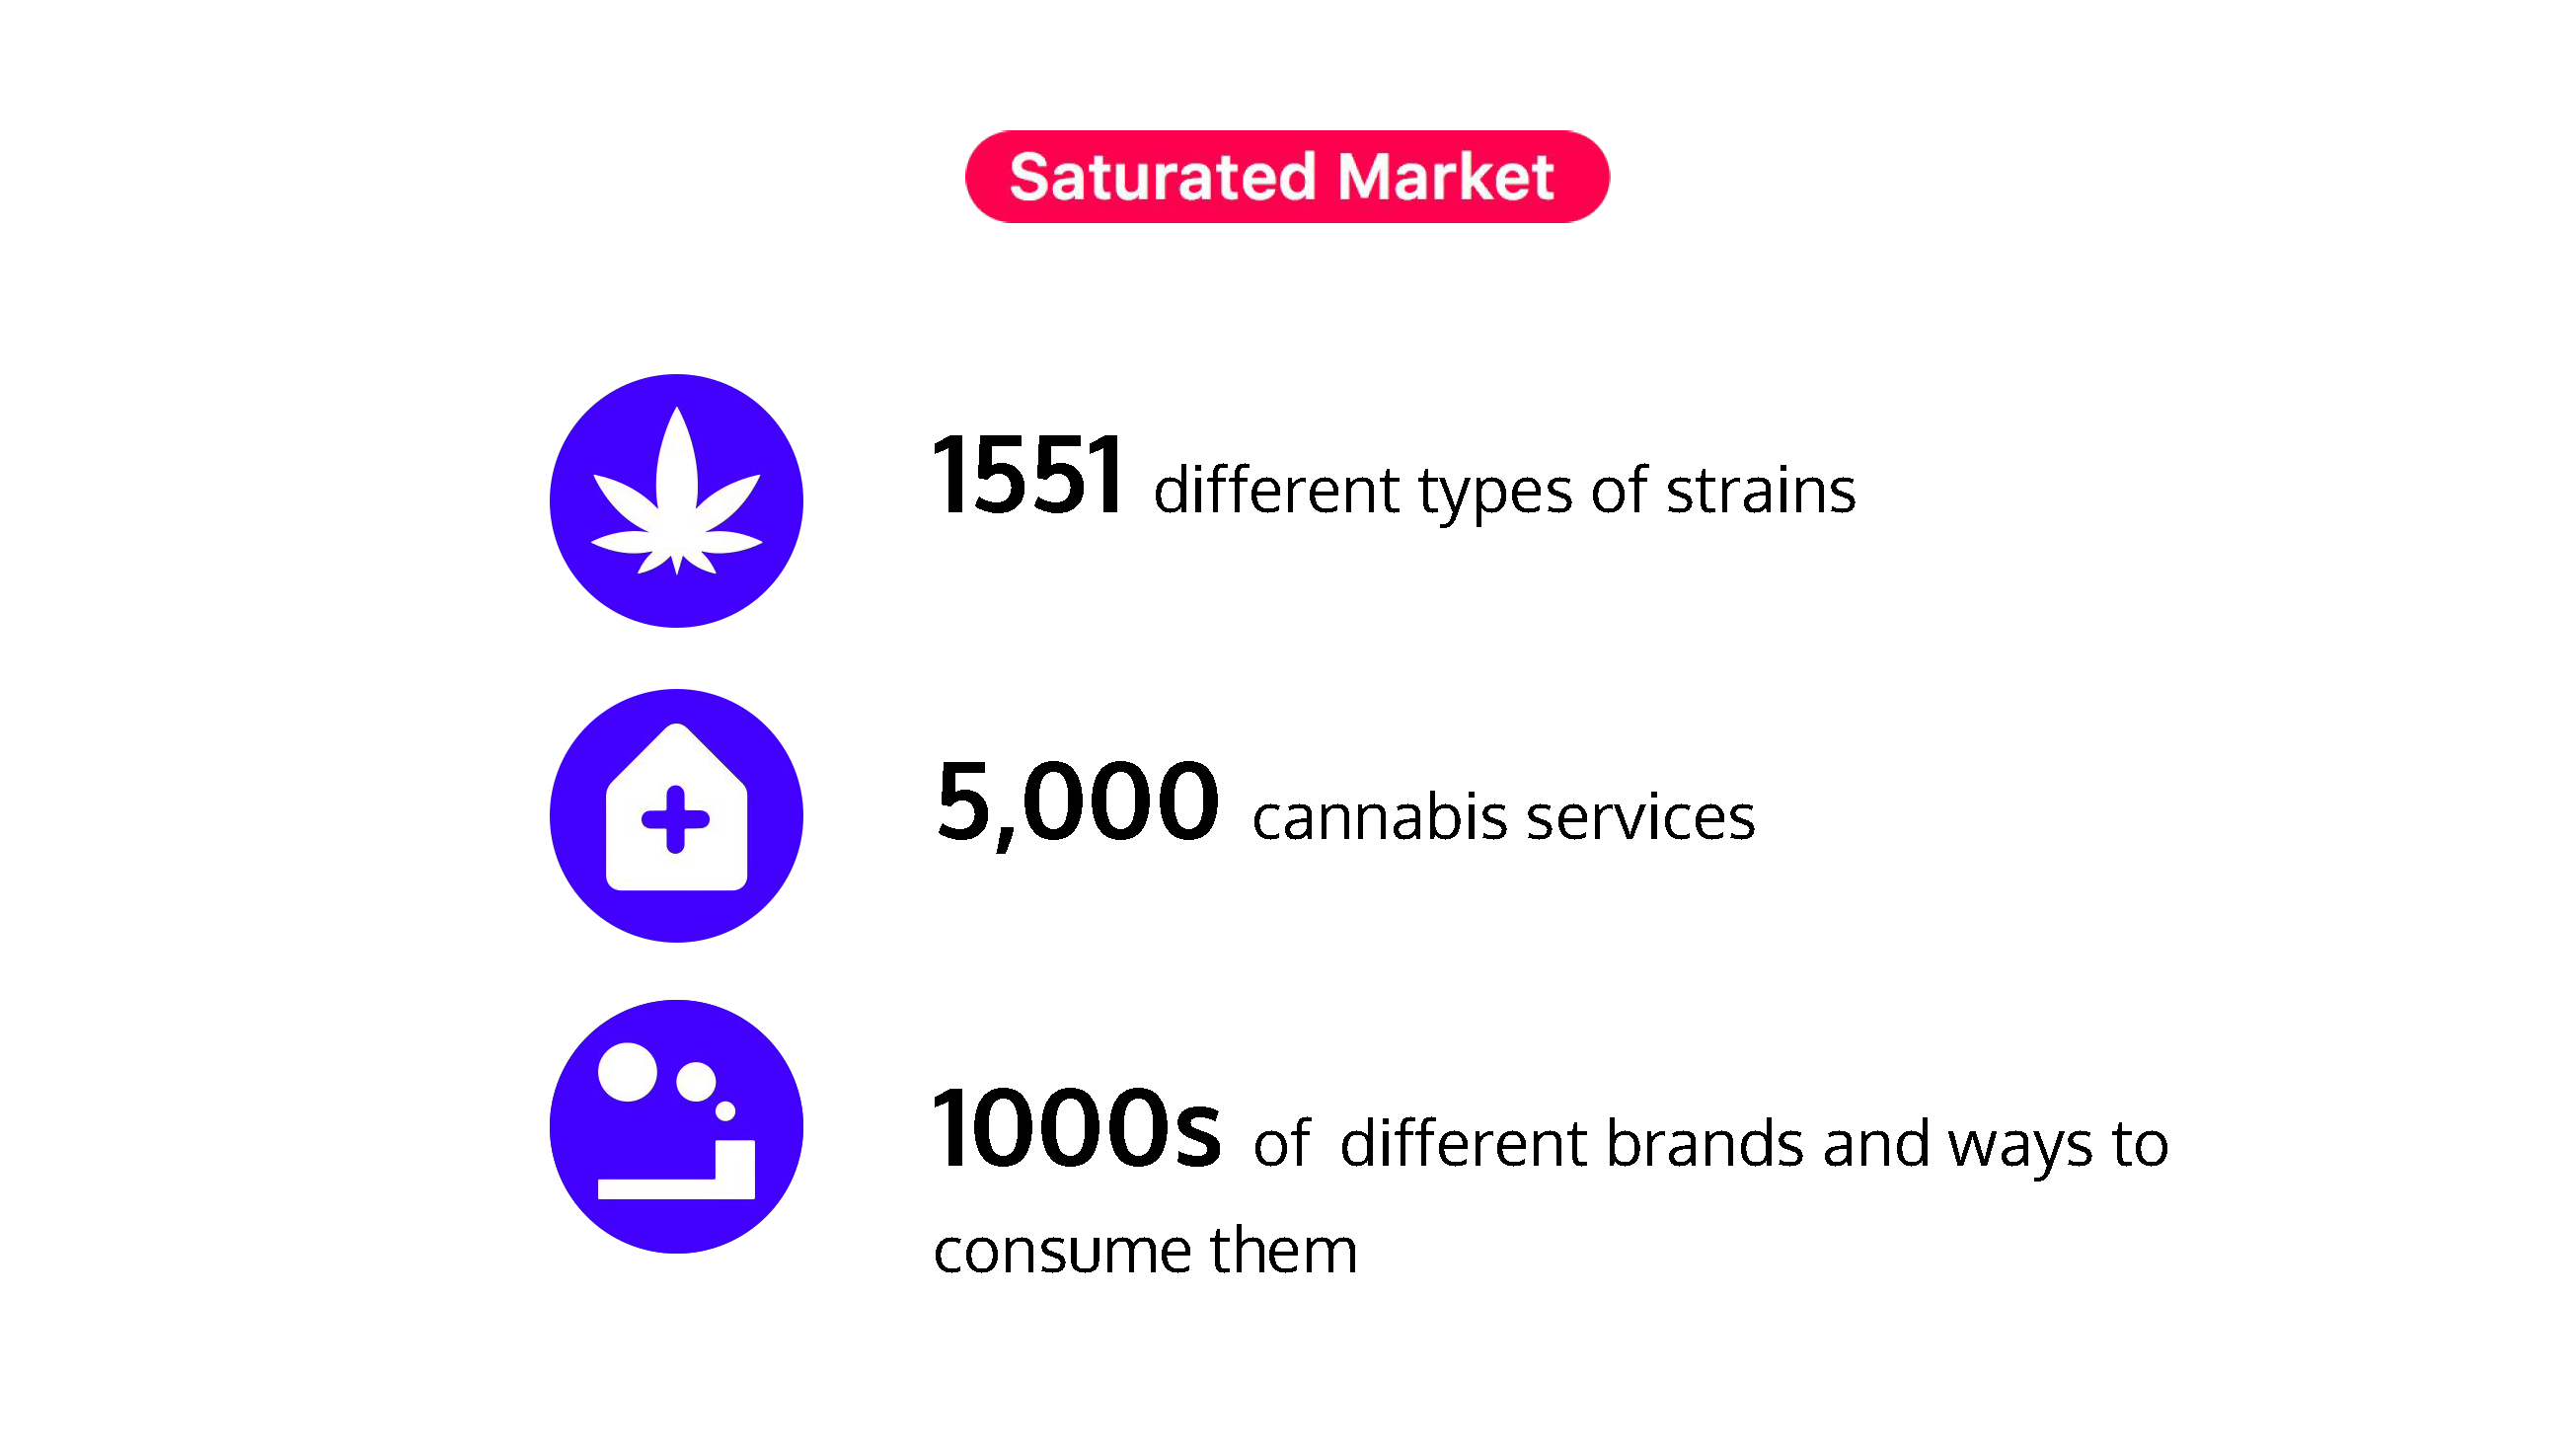 Saturated Market
1551 different types of strains
5,000 cannabis services
1000s of different brands and ways to
consume them